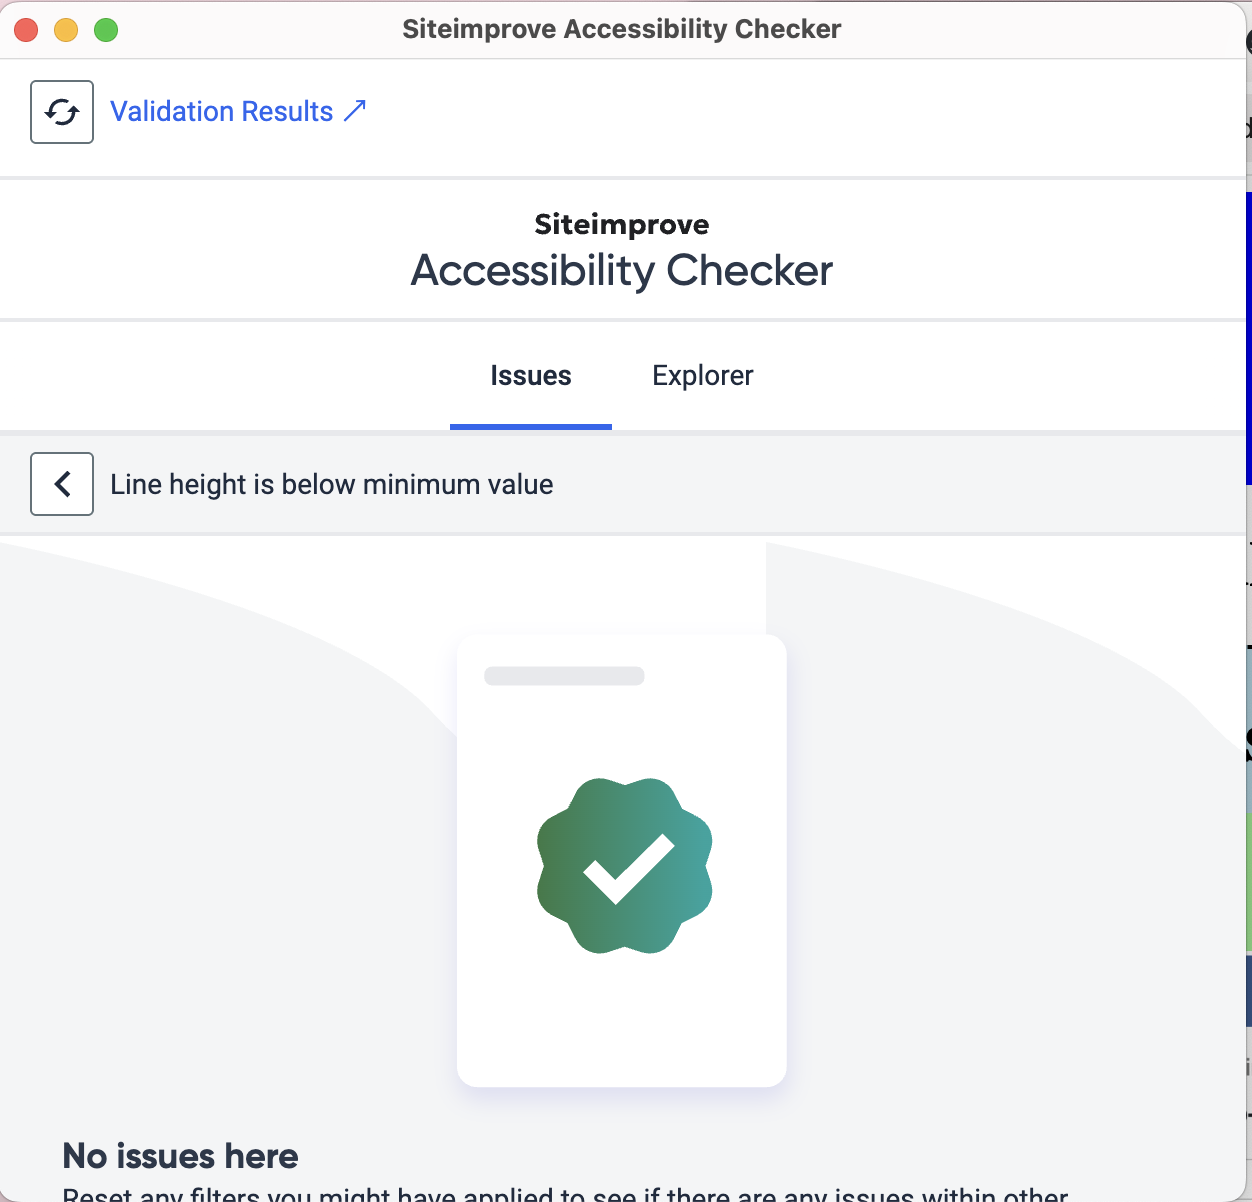 Siteimprove Accessibility Checker
Validation Results
Siteimprove
Accessibility Checker
Issues
Explorer
Line height is below minimum value
No issues here
Reset any filters you might have applied to see if there are any issues within other